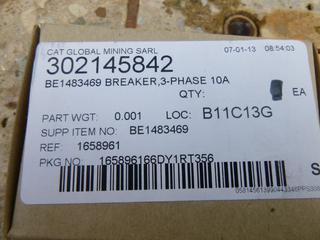 CAT GLOBAL MINING SARL 07-01-13 08:54:03
302145842
BE1483469 BREAKER,3-PHASE 10A
QTY: EA
PART WGT: 0.001 LOC: B11C13G
SUPP ITEM NO: BE1483469
REF: 1658961
PKG NO: 165896166DY1RT356
S